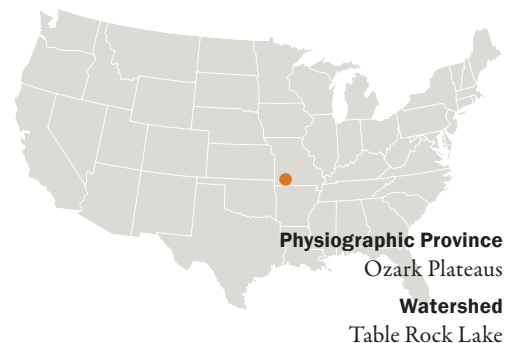 Physiographic Province
Ozark Plateaus
Watershed
Table Rock Lake